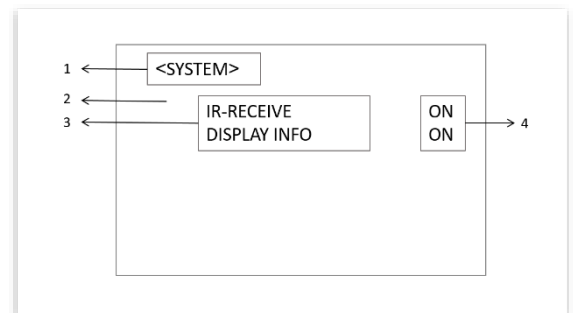 1 <SYSTEM>
2
IR-RECEIVE ON
3 DISPLAY INFO ON 4